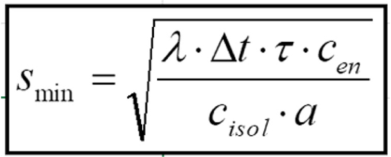 s_min = √((λ · Δt · τ · c_en) / (c_isol · a))